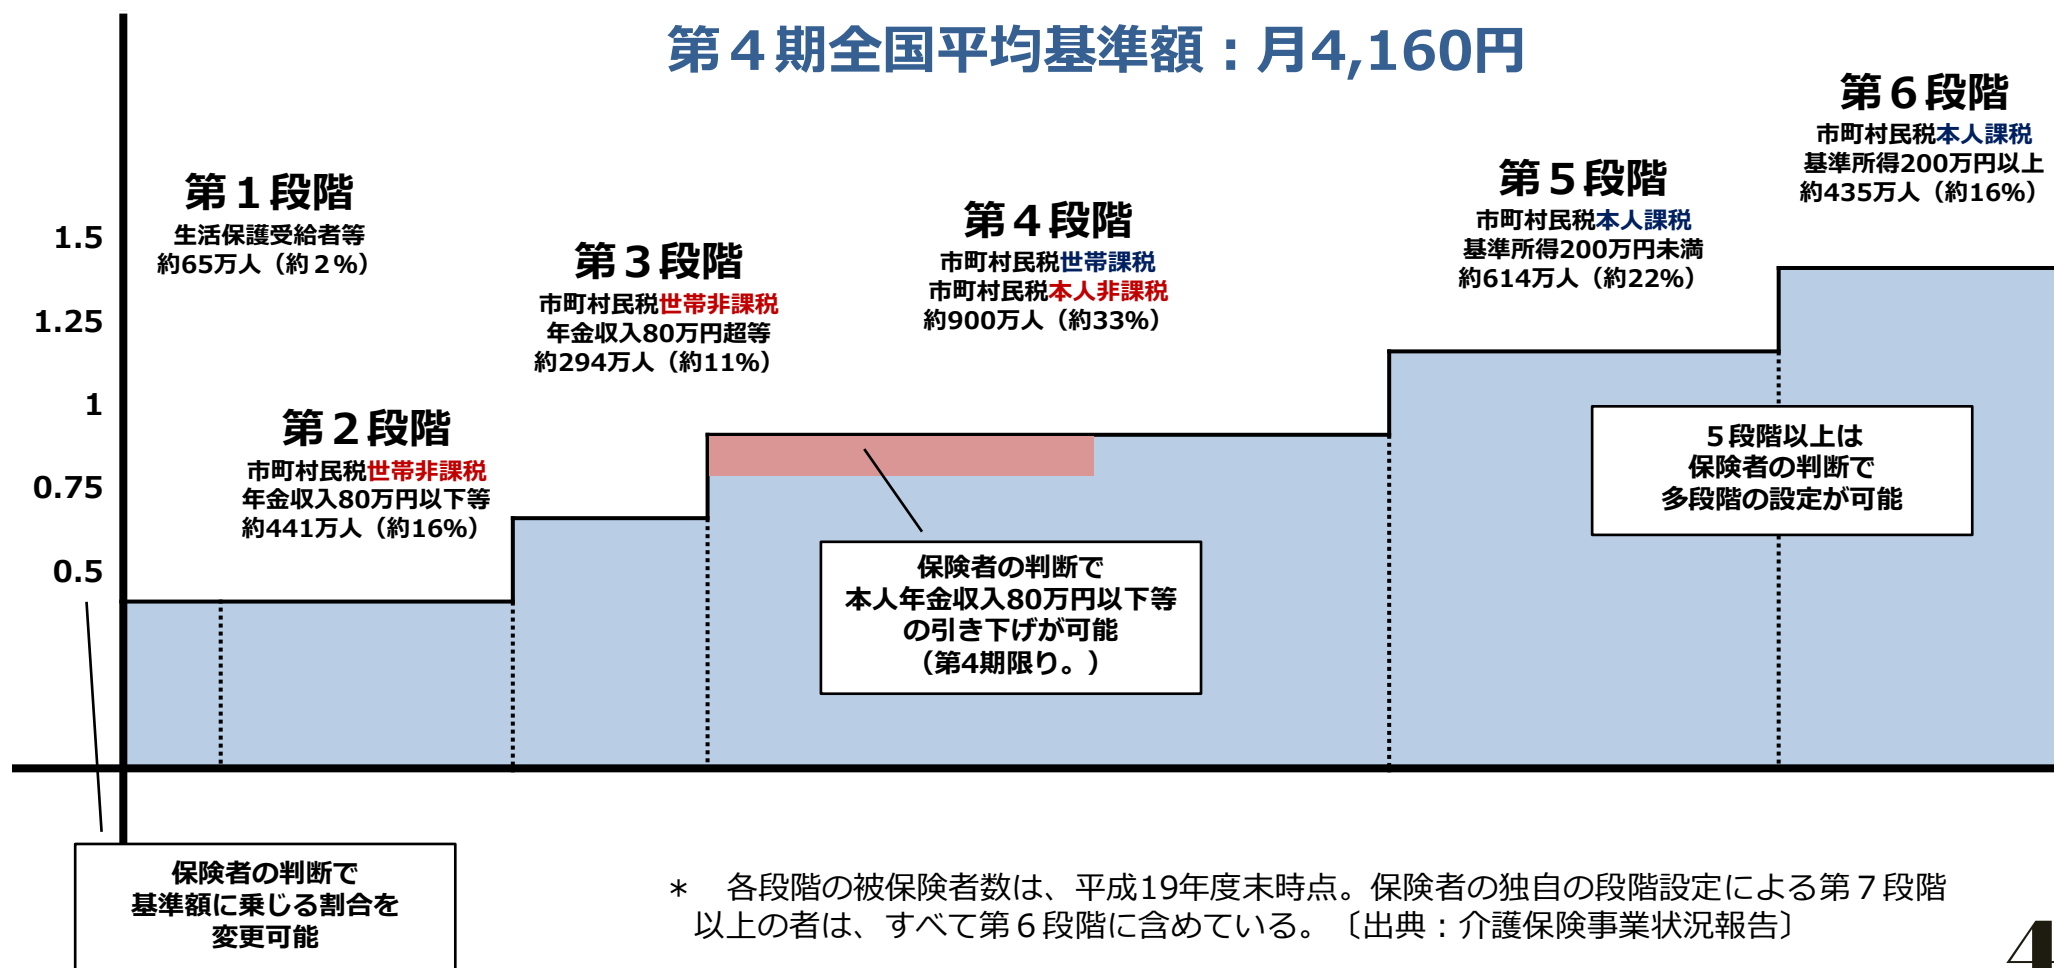 第４期全国平均基準額：月4,160円
第６段階
市町村民税本人課税
基準所得200万円以上
約435万人（約16%）
第５段階
市町村民税本人課税
基準所得200万円未満
約614万人（約22%）
第１段階
生活保護受給者等
約65万人（約２%）
第４段階
市町村民税世帯課税
市町村民税本人非課税
約900万人（約33%）
第３段階
市町村民税世帯非課税
年金収入80万円超等
約294万人（約11%）
第２段階
市町村民税世帯非課税
年金収入80万円以下等
約441万人（約16%）
1.5
1.25
1
0.75
0.5
５段階以上は
保険者の判断で
多段階の設定が可能
保険者の判断で
本人年金収入80万円以下等
の引き下げが可能
（第4期限り。）
保険者の判断で
基準額に乗じる割合を
変更可能
＊　各段階の被保険者数は、平成19年度末時点。保険者の独自の段階設定による第７段階
以上の者は、すべて第６段階に含めている。〔出典：介護保険事業状況報告〕
4